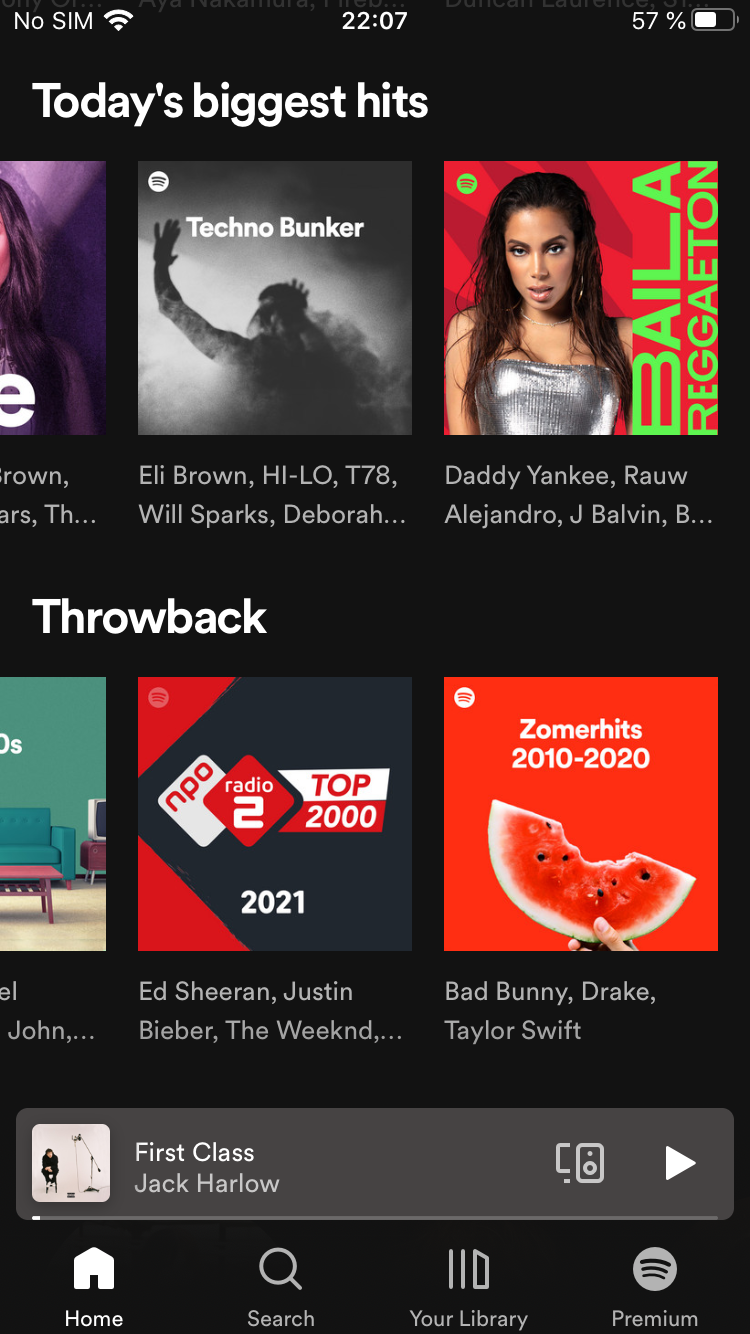 No SIM 22:07 57 %
Today's biggest hits
Techno Bunker
BAILA
REGGAETON
e
Brown,
ars, Th...
Eli Brown, HI-LO, T78,
Will Sparks, Deborah...
Daddy Yankee, Rauw
Alejandro, J Balvin, B...
Throwback
0s
npo
radio
2
TOP
2000
2021
Zomerhits
2010-2020
el
John,...
Ed Sheeran, Justin
Bieber, The Weeknd,...
Bad Bunny, Drake,
Taylor Swift
First Class
Jack Harlow
Home
Search
Your Library
Premium